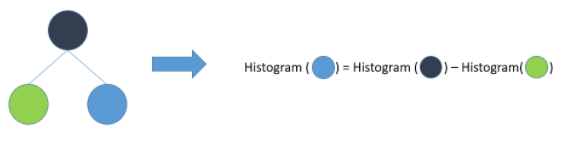 Histogram ( ) = Histogram ( ) – Histogram( )